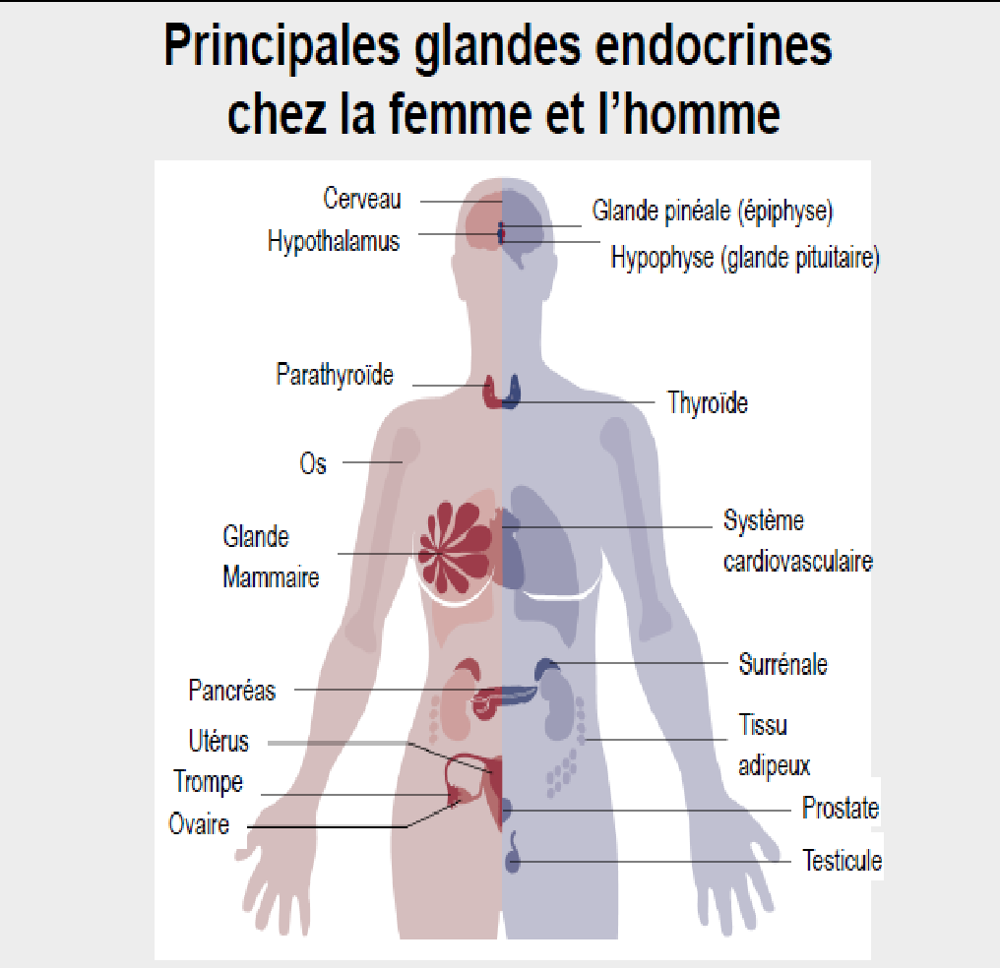 Principales glandes endocrines
chez la femme et l’homme
Cerveau
Glande pinéale (épiphyse)
Hypothalamus
Hypophyse (glande pituitaire)
Parathyroïde
Thyroïde
Os
Système
cardiovasculaire
Glande
Mammaire
Surrénale
Pancréas
Tissu
adipeux
Utérus
Trompe
Prostate
Ovaire
Testicule